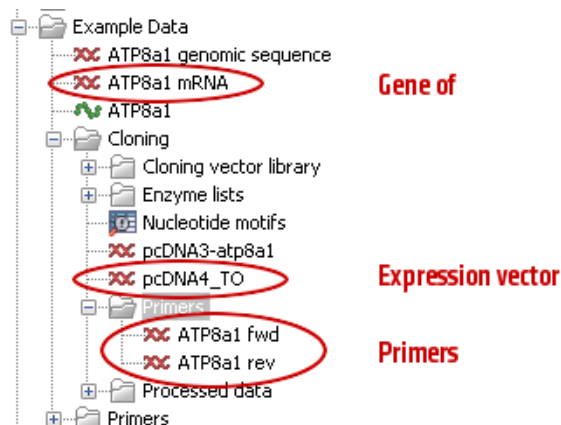 Example Data
ATP8a1 genomic sequence
ATP8a1 mRNA
Gene of
ATP8a1
Cloning
Cloning vector library
Enzyme lists
Nucleotide motifs
pcDNA3-atp8a1
pcDNA4_TO
Expression vector
Primers
ATP8a1 fwd
Primers
ATP8a1 rev
Processed data
Primers